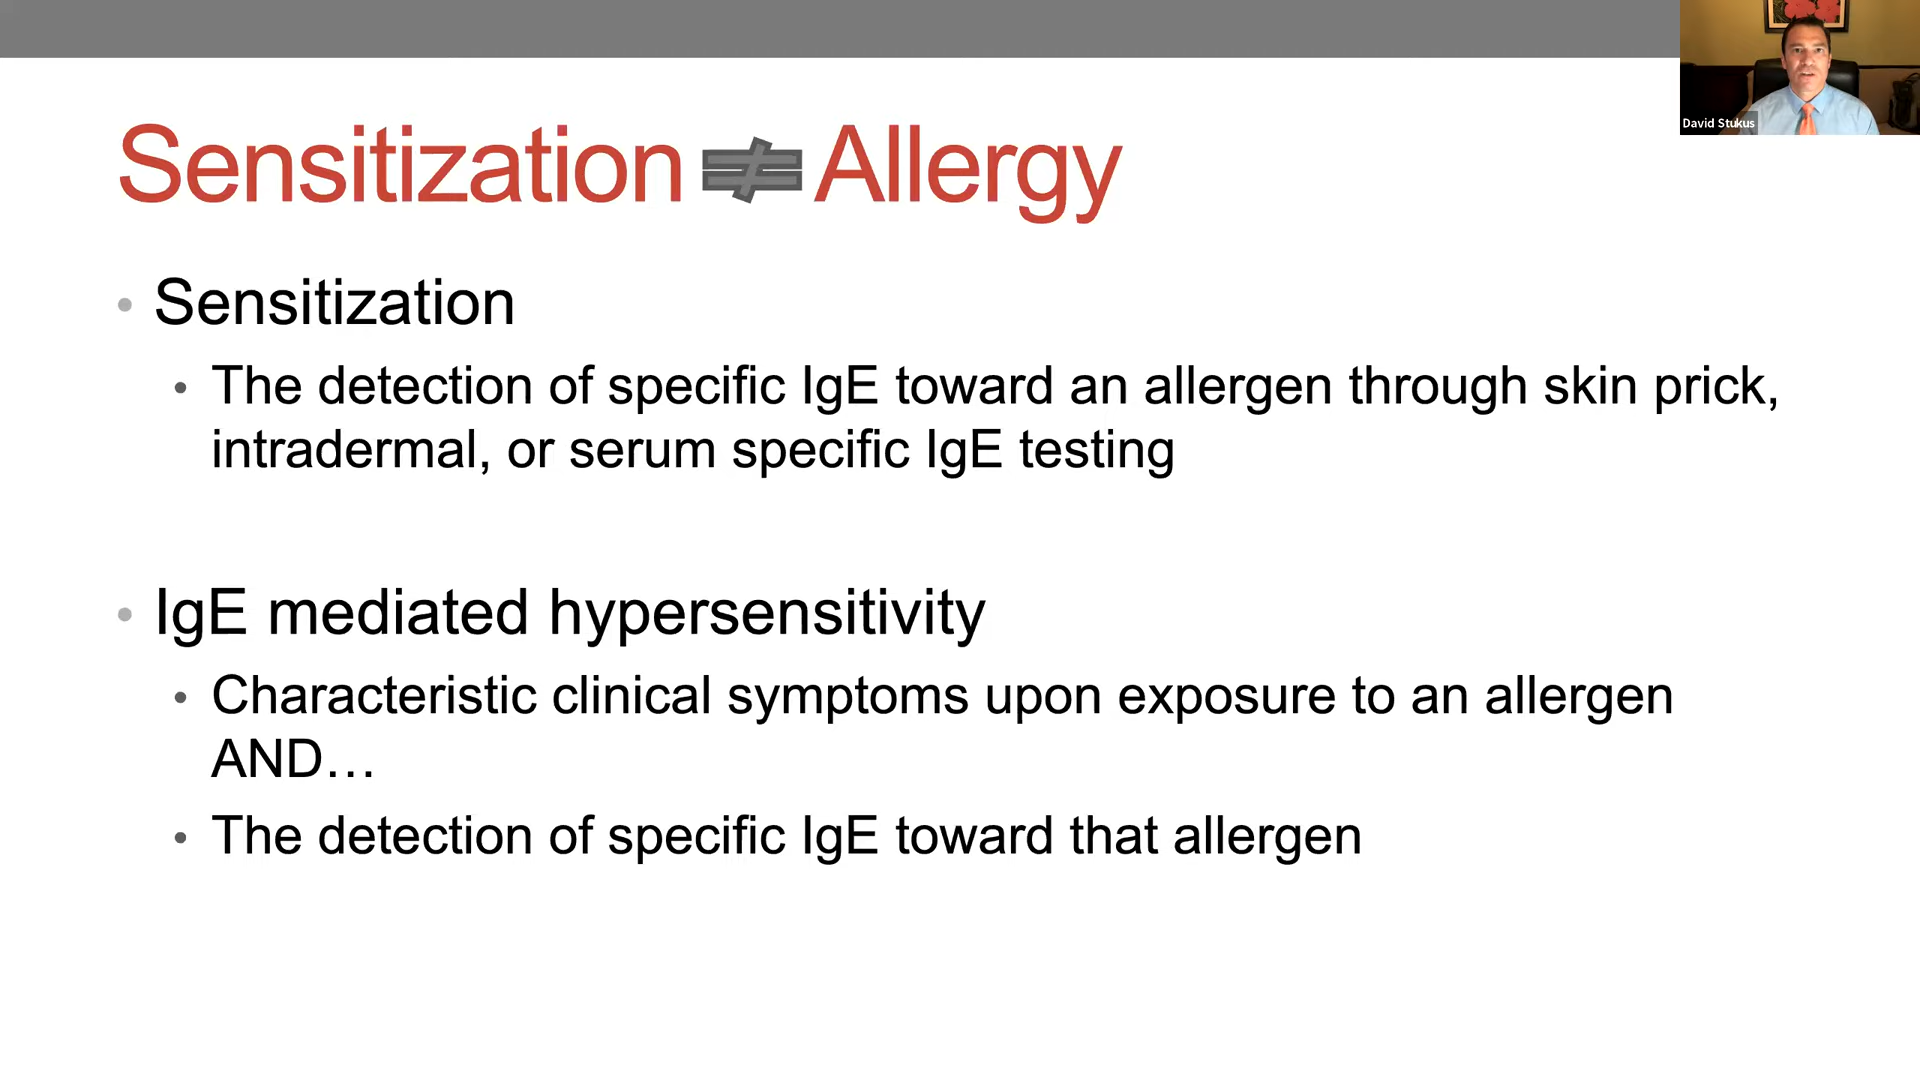 David Stukus
Sensitization ≠ Allergy
• Sensitization
• The detection of specific IgE toward an allergen through skin prick,
intradermal, or serum specific IgE testing
• IgE mediated hypersensitivity
• Characteristic clinical symptoms upon exposure to an allergen
AND…
• The detection of specific IgE toward that allergen